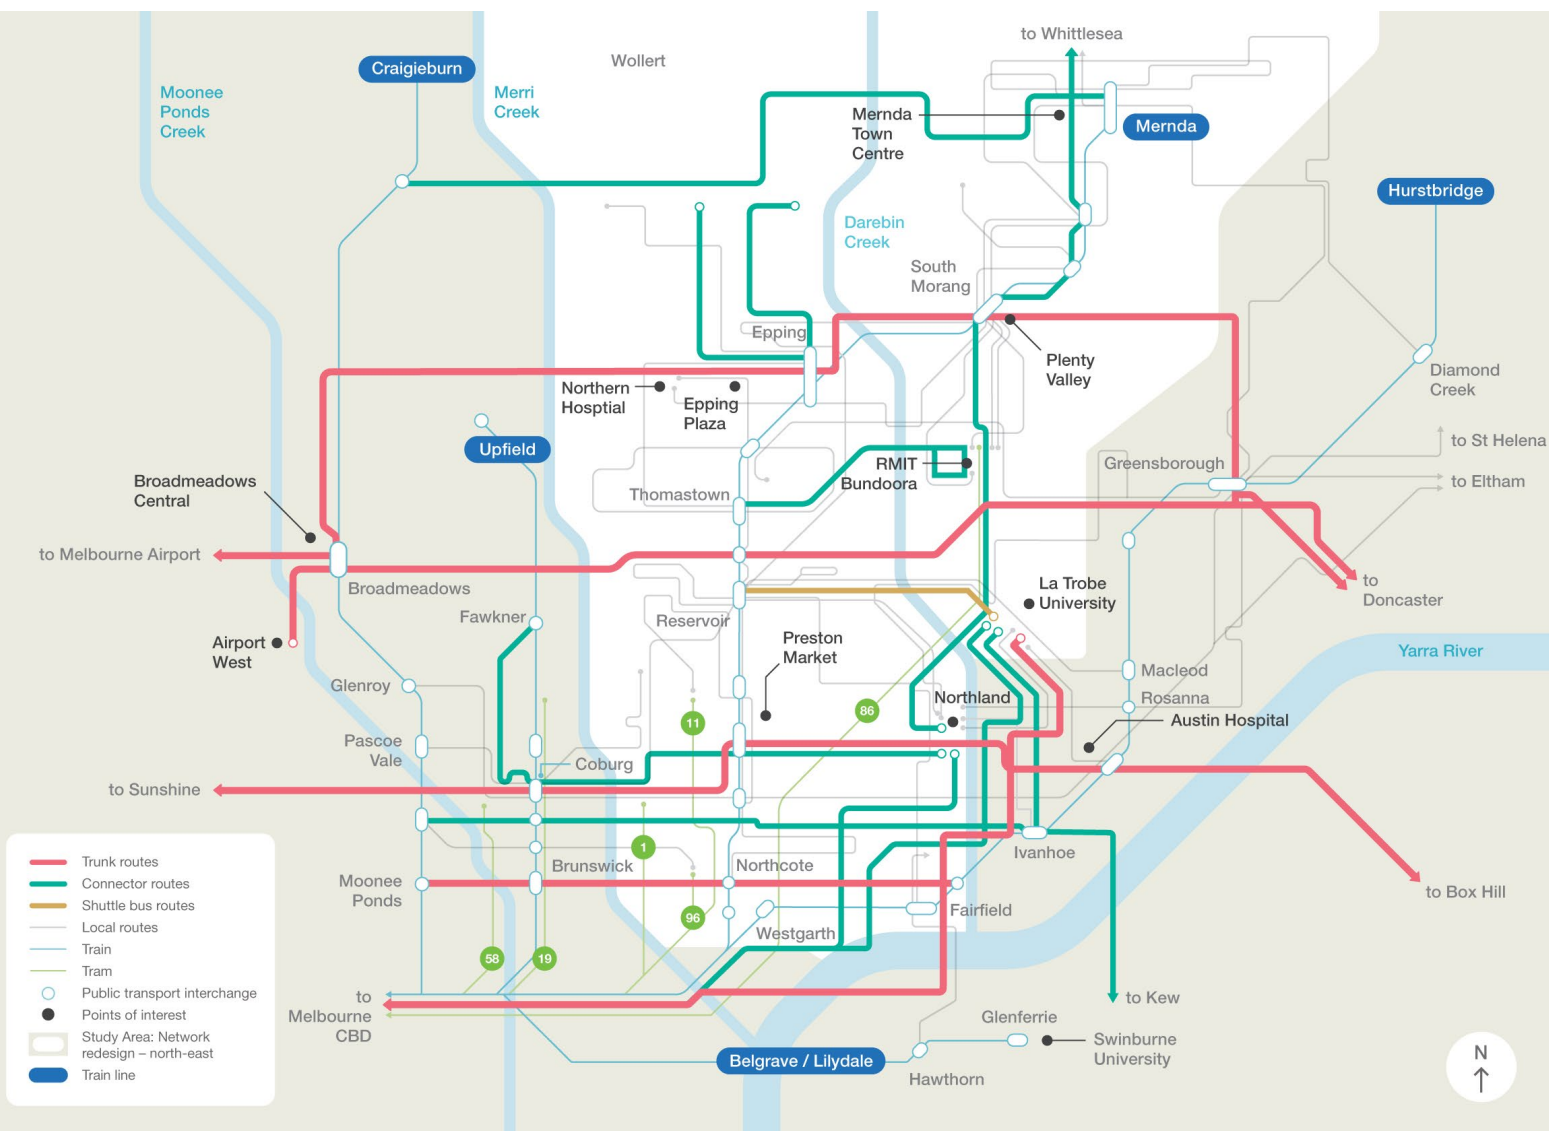 to Whittlesea
Wollert
Craigieburn
Moonee
Ponds
Creek
Merri
Creek
Mernda
Town
Centre
Mernda
Hurstbridge
Darebin
Creek
South
Morang
Epping
Plenty
Valley
Diamond
Creek
Northern
Hosptial
Epping
Plaza
Upfield
to St Helena
RMIT
Bundoora
Greensborough
to Eltham
Broadmeadows
Central
Thomastown
to Melbourne Airport
Broadmeadows
La Trobe
University
to
Doncaster
Fawkner
Reservoir
Airport
West
Preston
Market
Yarra River
Macleod
Glenroy
Northland
Rosanna
11
86
Austin Hospital
Pascoe
Vale
Coburg
to Sunshine
1
Ivanhoe
Brunswick
Northcote
Moonee
Ponds
to Box Hill
96
Fairfield
Westgarth
58
19
to
Melbourne
CBD
to Kew
Glenferrie
Swinburne
University
Belgrave / Lilydale
Hawthorn
N
Trunk routes
Connector routes
Shuttle bus routes
Local routes
Train
Tram
Public transport interchange
Points of interest
Study Area: Network
redesign – north-east
Train line